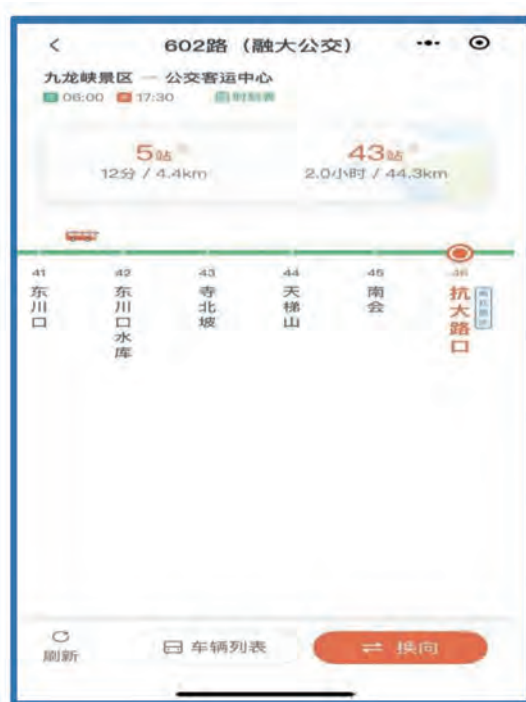 602路（融大公交）
九龙峡景区 — 公交客运中心
06:00 17:30 时刻表
5站 43站
12分 / 4.4km 2.0小时 / 44.3km
41 42 43 44 45 46
东川口
东川口水库
寺北坡
天梯山
南会
抗大路口
刷新 车辆列表 换向